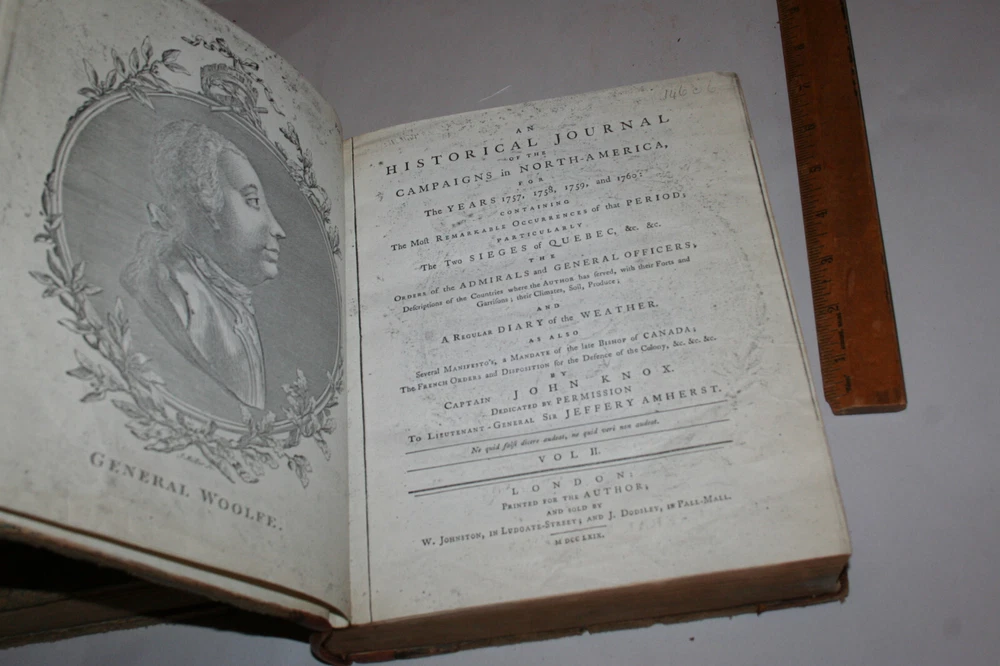 GENERAL WOOLFE.
AN
HISTORICAL JOURNAL
OF THE
CAMPAIGNS in NORTH-AMERICA,
FOR
The YEARS 1757, 1758, 1759, and 1760:
CONTAINING
The Most REMARKABLE OCCURRENCES of that PERIOD;
PARTICULARLY
The Two SIEGES of QUEBEC, &c. &c.
THE
ORDERS of the ADMIRALS and GENERAL OFFICERS;
Descriptions of the Countries where the AUTHOR has served, with their Forts and
Garrisons; their Climates, Soil, Produce;
AND
A REGULAR DIARY of the WEATHER.
AS ALSO
Several MANIFESTO'S, a MANDATE of the late BISHOP of CANADA;
The FRENCH ORDERS and DISPOSITION for the Defence of the Colony, &c. &c. &c.
BY
CAPTAIN JOHN KNOX.
DEDICATED BY PERMISSION
To LIEUTENANT-GENERAL SIR JEFFERY AMHERST.
Ne quid falsi dicere audeat, ne quid veri non audeat.
VOL II.
LONDON:
PRINTED FOR THE AUTHOR;
AND SOLD BY
W. JOHNSTON, IN LUDGATE-STREET; AND J. DODSLEY, IN PALL-MALL.
M DCC LXIX.